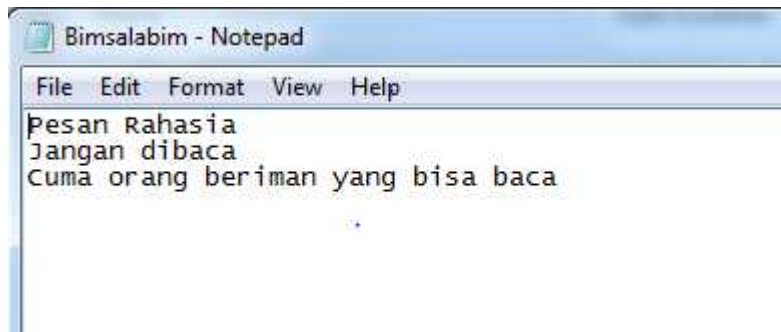 Bimsalabim - Notepad
File Edit Format View Help
Pesan Rahasia
Jangan dibaca
Cuma orang beriman yang bisa baca